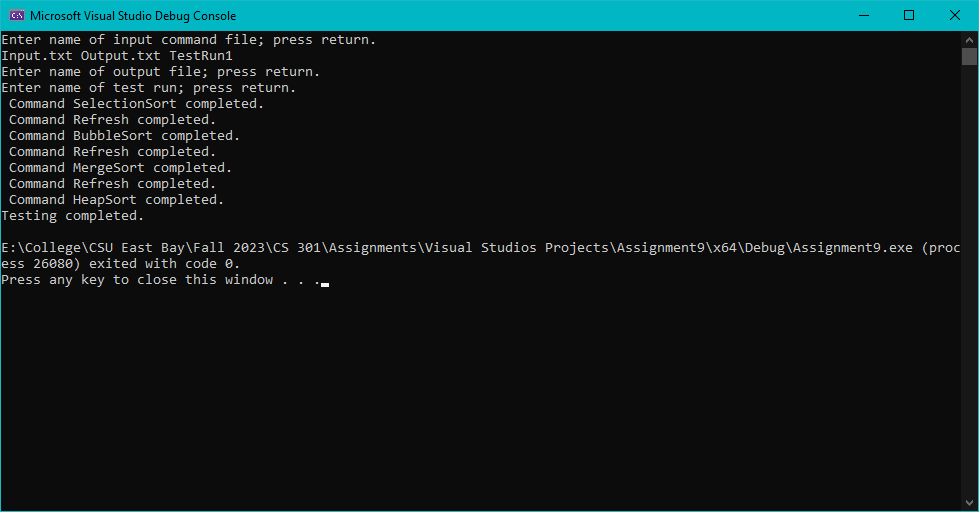 Microsoft Visual Studio Debug Console
Enter name of input command file; press return.
Input.txt Output.txt TestRun1
Enter name of output file; press return.
Enter name of test run; press return.
 Command SelectionSort completed.
 Command Refresh completed.
 Command BubbleSort completed.
 Command Refresh completed.
 Command MergeSort completed.
 Command Refresh completed.
 Command HeapSort completed.
Testing completed.

E:\College\CSU East Bay\Fall 2023\CS 301\Assignments\Visual Studios Projects\Assignment9\x64\Debug\Assignment9.exe (proc
ess 26080) exited with code 0.
Press any key to close this window . . .